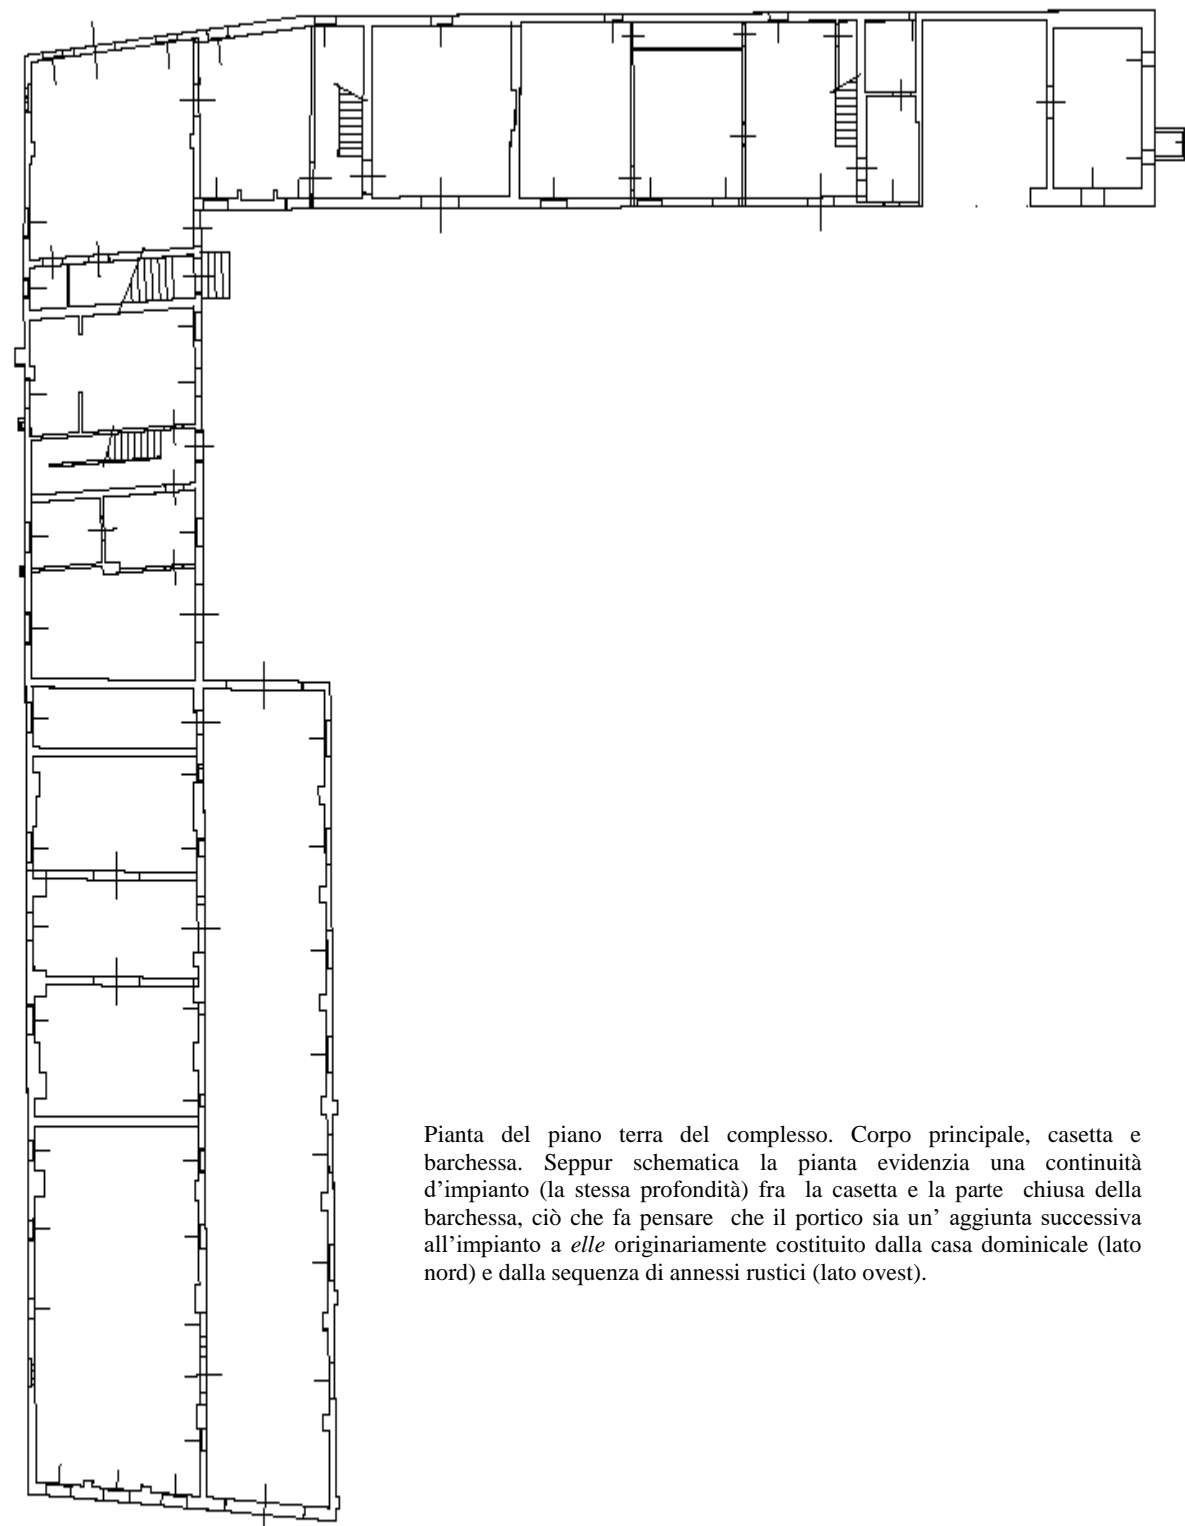 Pianta del piano terra del complesso. Corpo principale, casetta e
barchessa. Seppur schematica la pianta evidenzia una continuità
d’impianto (la stessa profondità) fra la casetta e la parte chiusa della
barchessa, ciò che fa pensare che il portico sia un’ aggiunta successiva
all’impianto a elle originariamente costituito dalla casa dominicale (lato
nord) e dalla sequenza di annessi rustici (lato ovest).